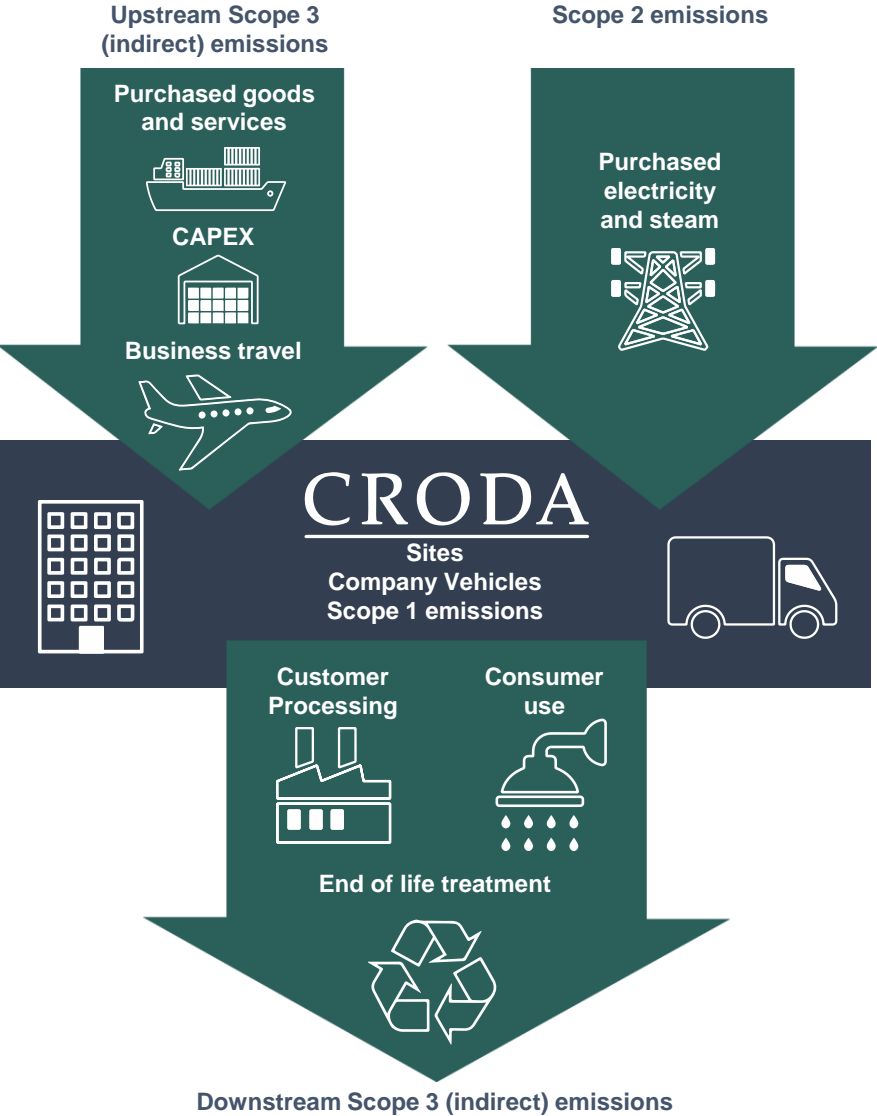 Upstream Scope 3
(indirect) emissions
Scope 2 emissions
Purchased goods
and services
CAPEX
Business travel
Purchased
electricity
and steam
CRODA
Sites
Company Vehicles
Scope 1 emissions
Customer
Processing
Consumer
use
End of life treatment
Downstream Scope 3 (indirect) emissions